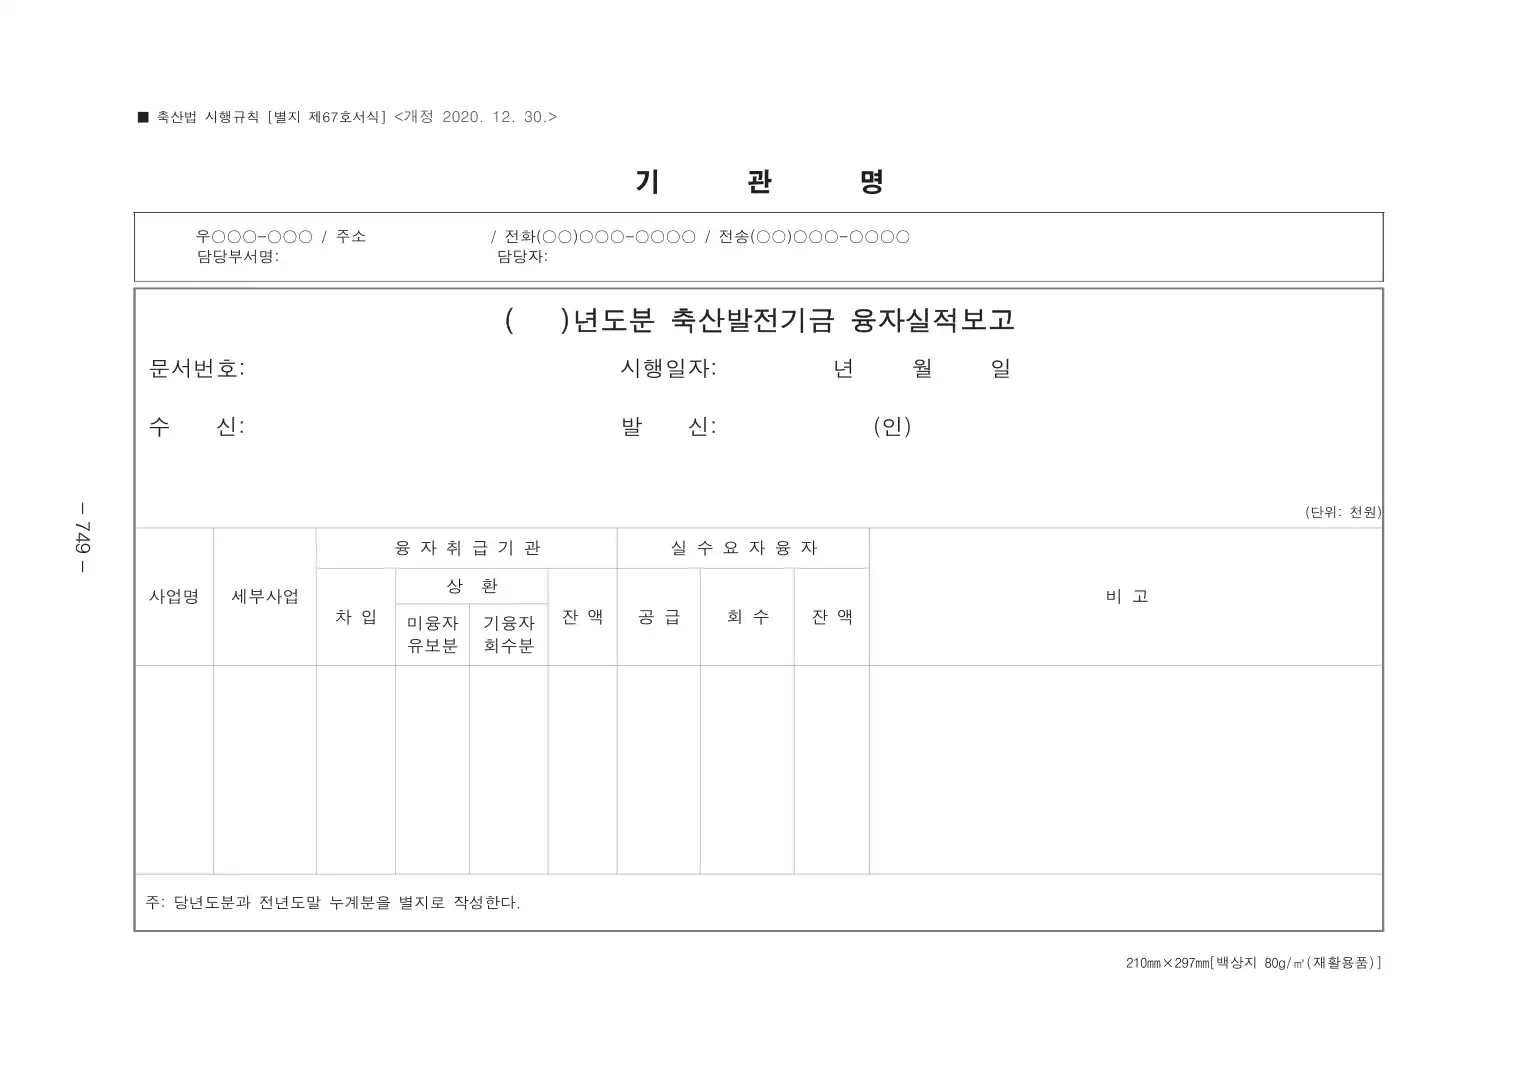 ■ 축산법 시행규칙 [별지 제67호서식] <개정 2020. 12. 30.>
기 관 명
우○○○-○○○ / 주소 / 전화(○○)○○○-○○○○ / 전송(○○)○○○-○○○○
담당부서명: 담당자:
( )년도분 축산발전기금 융자실적보고
문서번호: 시행일자: 년 월 일
수 신: 발 신: (인)
(단위: 천원)
사업명 세부사업 융 자 취 급 기 관 실 수 요 자 융 자 비 고
차 입 상 환 잔 액 공 급 회 수 잔 액
미융자 기융자
유보분 회수분
주: 당년도분과 전년도말 누계분을 별지로 작성한다.
210㎜×297㎜[백상지 80g/㎡(재활용품)]
- 749 -